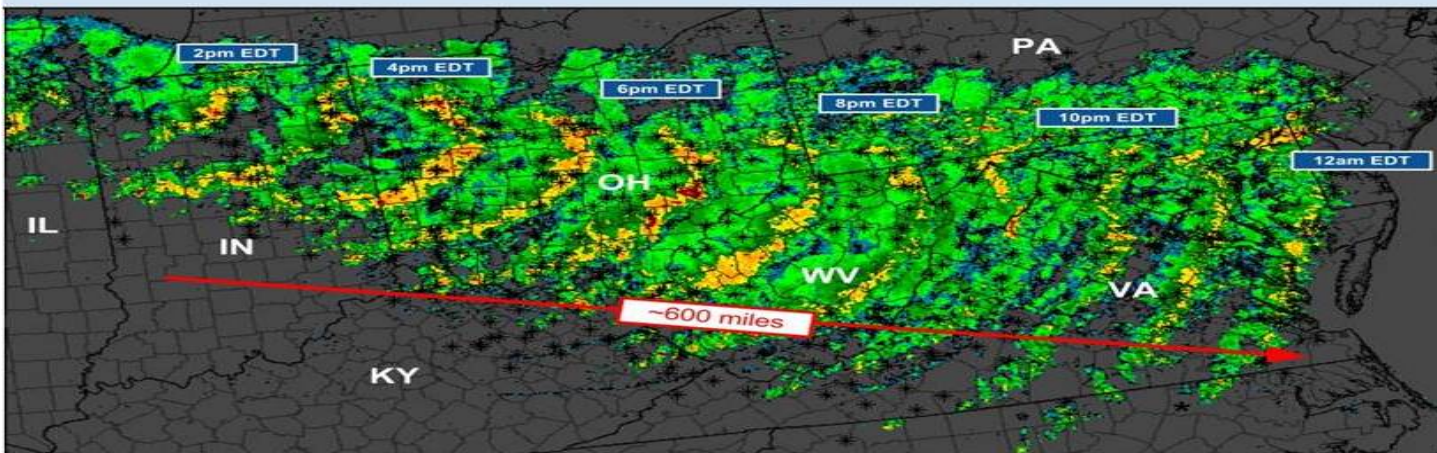 PA
2pm EDT
4pm EDT
6pm EDT
8pm EDT
10pm EDT
12am EDT
OH
IL
IN
WV
VA
~600 miles
KY